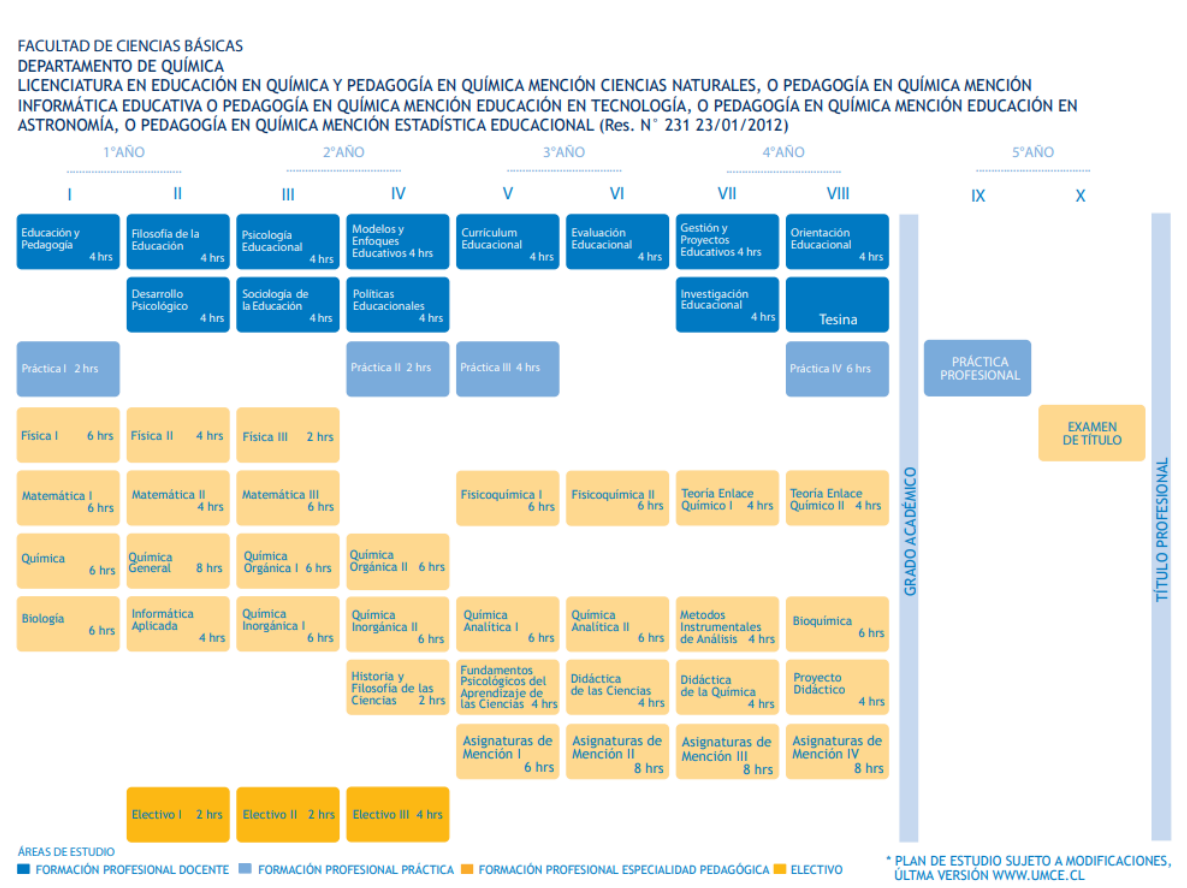 FACULTAD DE CIENCIAS BÁSICAS
DEPARTAMENTO DE QUÍMICA
LICENCIATURA EN EDUCACIÓN EN QUÍMICA Y PEDAGOGÍA EN QUÍMICA MENCIÓN CIENCIAS NATURALES, O PEDAGOGÍA EN QUÍMICA MENCIÓN
INFORMÁTICA EDUCATIVA O PEDAGOGÍA EN QUÍMICA MENCIÓN EDUCACIÓN EN TECNOLOGÍA, O PEDAGOGÍA EN QUÍMICA MENCIÓN EDUCACIÓN EN
ASTRONOMÍA, O PEDAGOGÍA EN QUÍMICA MENCIÓN ESTADÍSTICA EDUCACIONAL (Res. N° 231 23/01/2012)
1°AÑO 2°AÑO 3°AÑO 4°AÑO 5°AÑO
I II III IV V VI VII VIII IX X
Educación y
Pedagogía
4 hrs
Filosofía de la
Educación
4 hrs
Psicología
Educacional
4 hrs
Modelos y
Enfoques
Educativos 4 hrs
Currículum
Educacional
4 hrs
Evaluación
Educacional
4 hrs
Gestión y
Proyectos
Educativos 4 hrs
Orientación
Educacional
4 hrs
Desarrollo
Psicológico
4 hrs
Sociología de
la Educación
4 hrs
Políticas
Educacionales
4 hrs
Investigación
Educacional
4 hrs
Tesina
Práctica I 2 hrs
Práctica II 2 hrs
Práctica III 4 hrs
Práctica IV 6 hrs
PRÁCTICA
PROFESIONAL
Física I 6 hrs
Física II 4 hrs
Física III 2 hrs
EXAMEN
DE TÍTULO
Matemática I
6 hrs
Matemática II
4 hrs
Matemática III
6 hrs
Fisicoquímica I
6 hrs
Fisicoquímica II
6 hrs
Teoría Enlace
Químico I 4 hrs
Teoría Enlace
Químico II 4 hrs
Química
6 hrs
Química
General 8 hrs
Química
Orgánica I 6 hrs
Química
Orgánica II 6 hrs
Biología
6 hrs
Informática
Aplicada
4 hrs
Química
Inorgánica I
6 hrs
Química
Inorgánica II
6 hrs
Química
Analítica I
6 hrs
Química
Analítica II
6 hrs
Metodos
Instrumentales
de Análisis 4 hrs
Bioquímica
6 hrs
Historia y
Filosofía de las
Ciencias 2 hrs
Fundamentos
Psicológicos del
Aprendizaje de
las Ciencias 4 hrs
Didáctica
de las Ciencias
4 hrs
Didáctica
de la Química
4 hrs
Proyecto
Didáctico
4 hrs
Asignaturas de
Mención I
6 hrs
Asignaturas de
Mención II
8 hrs
Asignaturas de
Mención III
8 hrs
Asignaturas de
Mención IV
8 hrs
Electivo I 2 hrs
Electivo II 2 hrs
Electivo III 4 hrs
GRADO ACADÉMICO
TÍTULO PROFESIONAL
ÁREAS DE ESTUDIO
FORMACIÓN PROFESIONAL DOCENTE FORMACIÓN PROFESIONAL PRÁCTICA FORMACIÓN PROFESIONAL ESPECIALIDAD PEDAGÓGICA ELECTIVO
* PLAN DE ESTUDIO SUJETO A MODIFICACIONES,
ÚLTMA VERSIÓN WWW.UMCE.CL